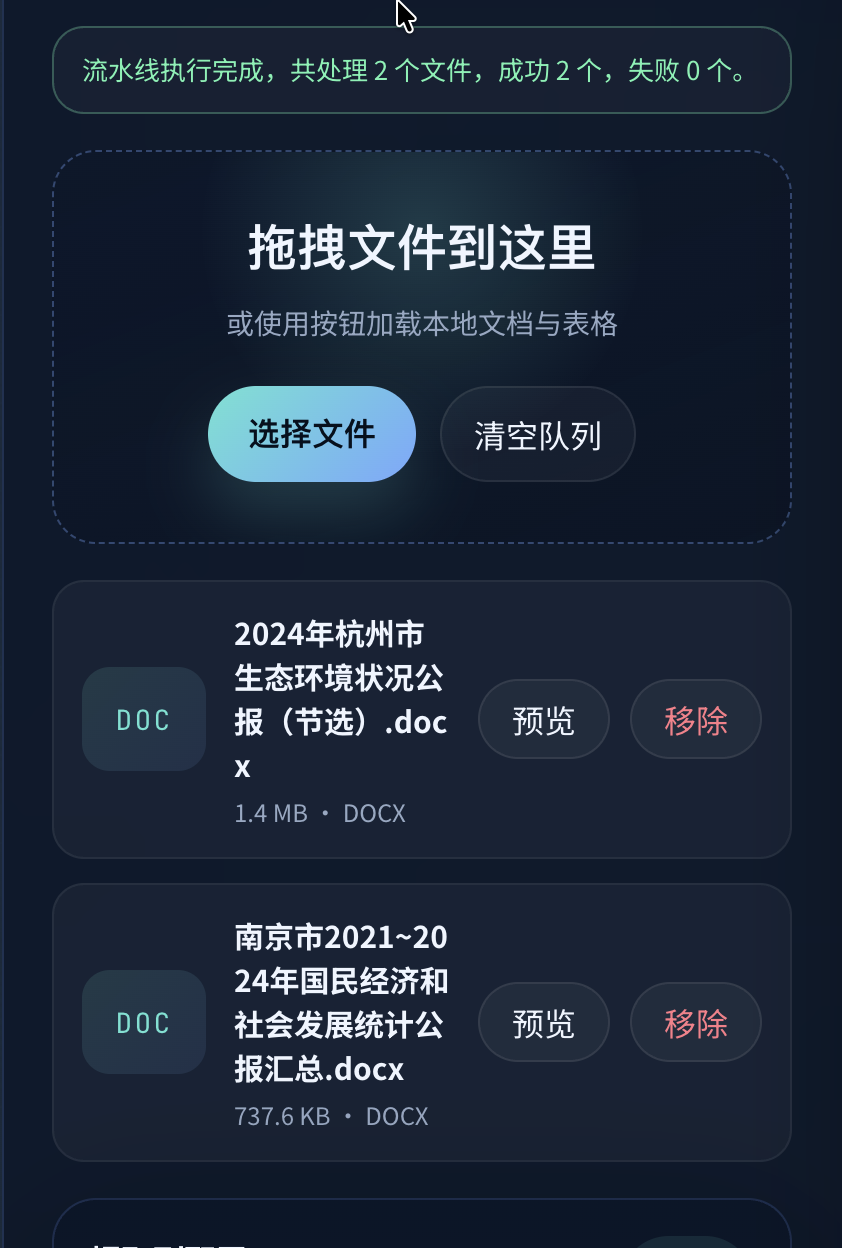 流水线执行完成，共处理 2 个文件，成功 2 个，失败 0 个。
拖拽文件到这里
或使用按钮加载本地文档与表格
选择文件
清空队列
DOC
2024年杭州市
生态环境状况公
报（节选）.doc
x
1.4 MB • DOCX
预览
移除
DOC
南京市2021~20
24年国民经济和
社会发展统计公
报汇总.docx
737.6 KB • DOCX
预览
移除